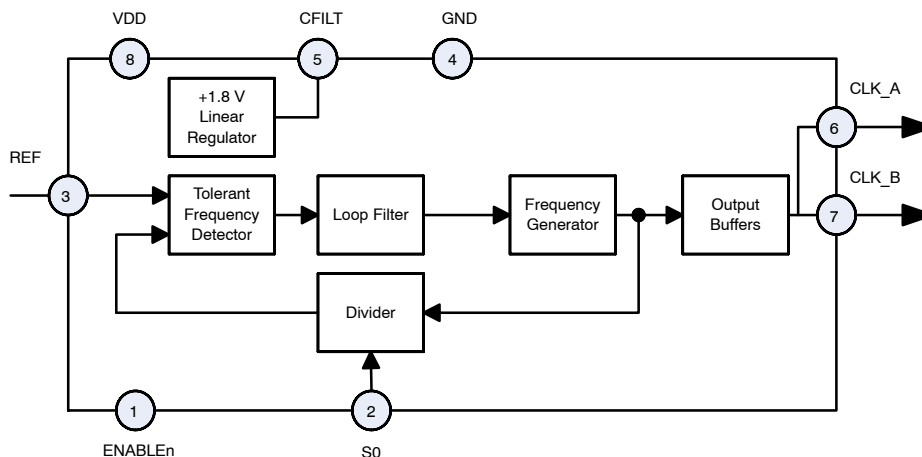 VDD
CFILT
GND
8
5
4
+1.8 V
Linear
Regulator
CLK_A
6
REF
3
Tolerant
Frequency
Detector
Loop Filter
Frequency
Generator
Output
Buffers
CLK_B
7
Divider
1
2
ENABLEn
S0